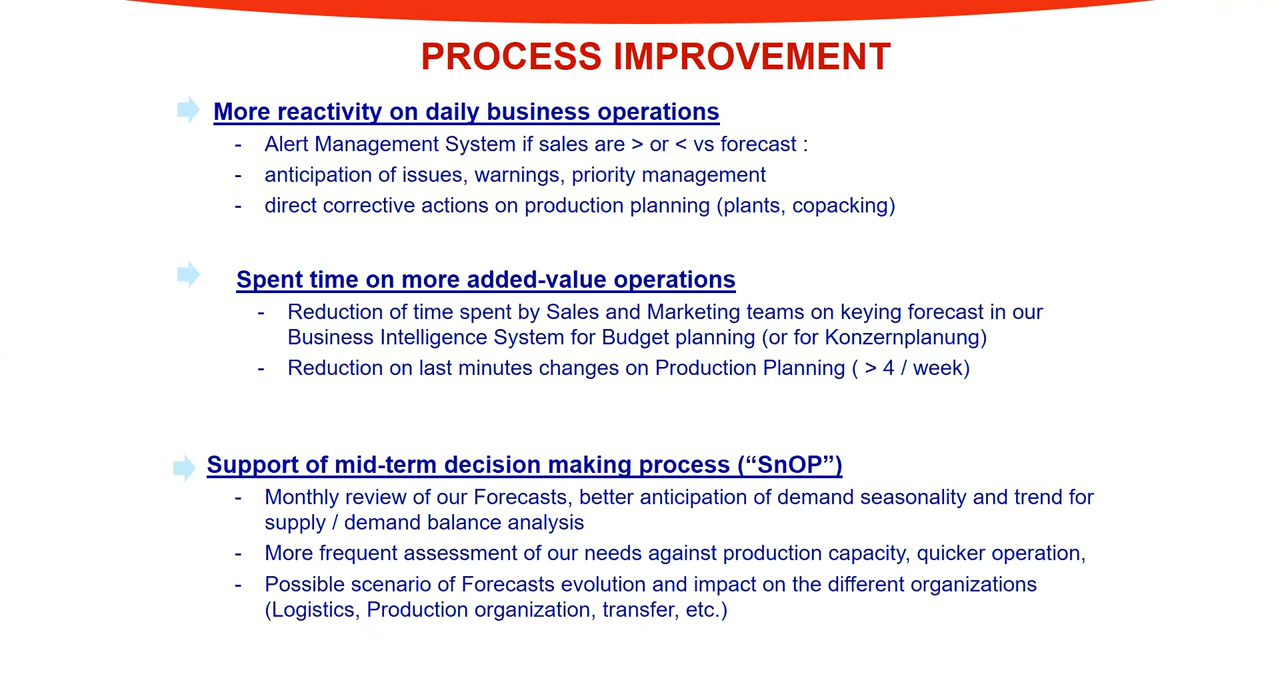 PROCESS IMPROVEMENT
More reactivity on daily business operations
- Alert Management System if sales are > or < vs forecast :
- anticipation of issues, warnings, priority management
- direct corrective actions on production planning (plants, copacking)
Spent time on more added-value operations
- Reduction of time spent by Sales and Marketing teams on keying forecast in our
Business Intelligence System for Budget planning (or for Konzernplanung)
- Reduction on last minutes changes on Production Planning ( > 4 / week)
Support of mid-term decision making process (“SnOP”)
- Monthly review of our Forecasts, better anticipation of demand seasonality and trend for
supply / demand balance analysis
- More frequent assessment of our needs against production capacity, quicker operation,
- Possible scenario of Forecasts evolution and impact on the different organizations
(Logistics, Production organization, transfer, etc.)